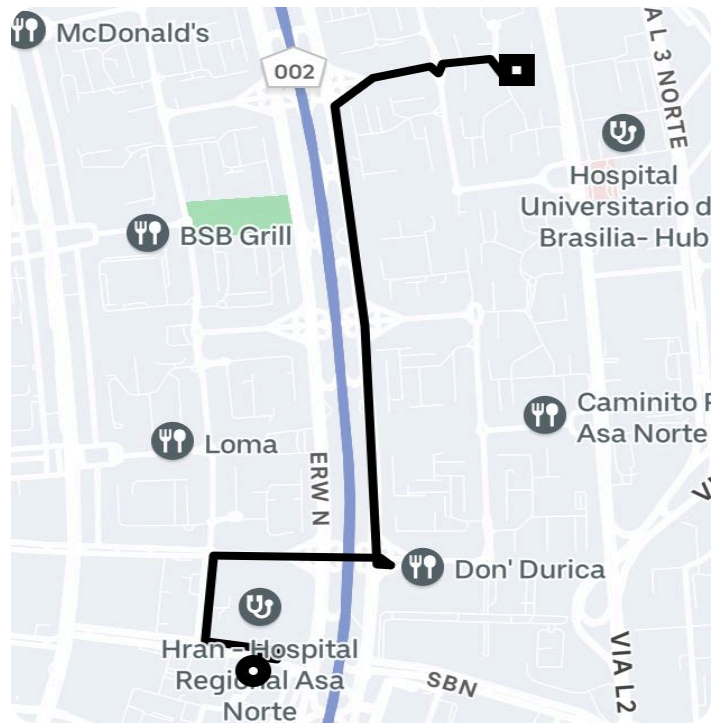 McDonald's
002
A L 3 NORTE
Hospital
Universitario d
Brasilia- Hub
BSB Grill
Caminito F
Asa Norte
Loma
ERW N
Don' Durica
Hran - Hospital
Regional Asa
Norte
SBN
VIA L2